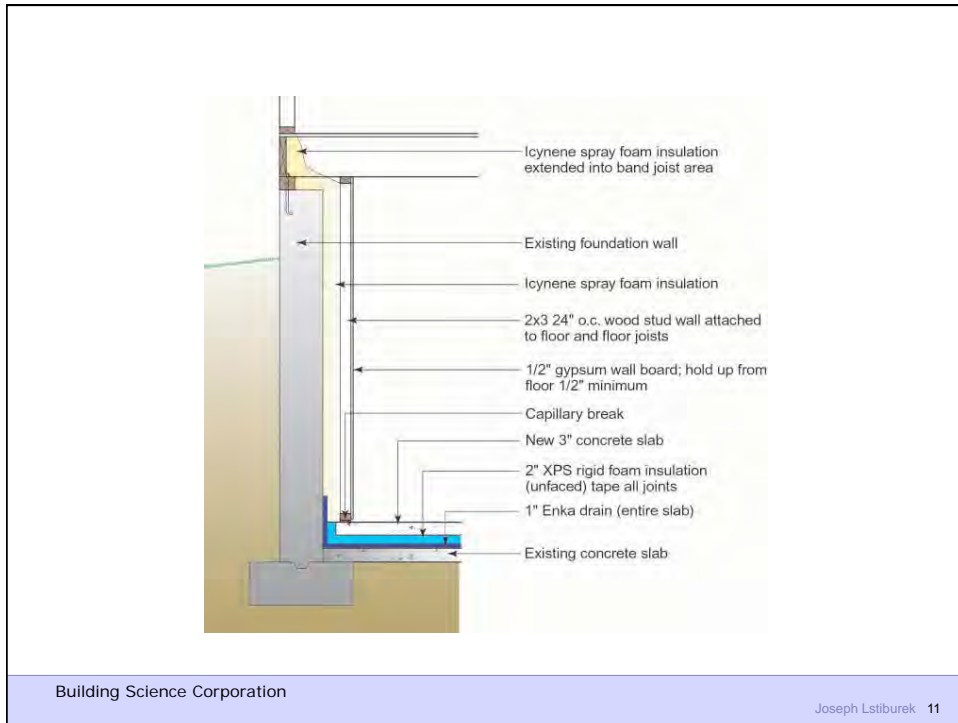 Icynene spray foam insulation
extended into band joist area
Existing foundation wall
Icynene spray foam insulation
2x3 24" o.c. wood stud wall attached
to floor and floor joists
1/2" gypsum wall board; hold up from
floor 1/2" minimum
Capillary break
New 3" concrete slab
2" XPS rigid foam insulation
(unfaced) tape all joints
1" Enka drain (entire slab)
Existing concrete slab
Building Science Corporation
Joseph Lstiburek 11